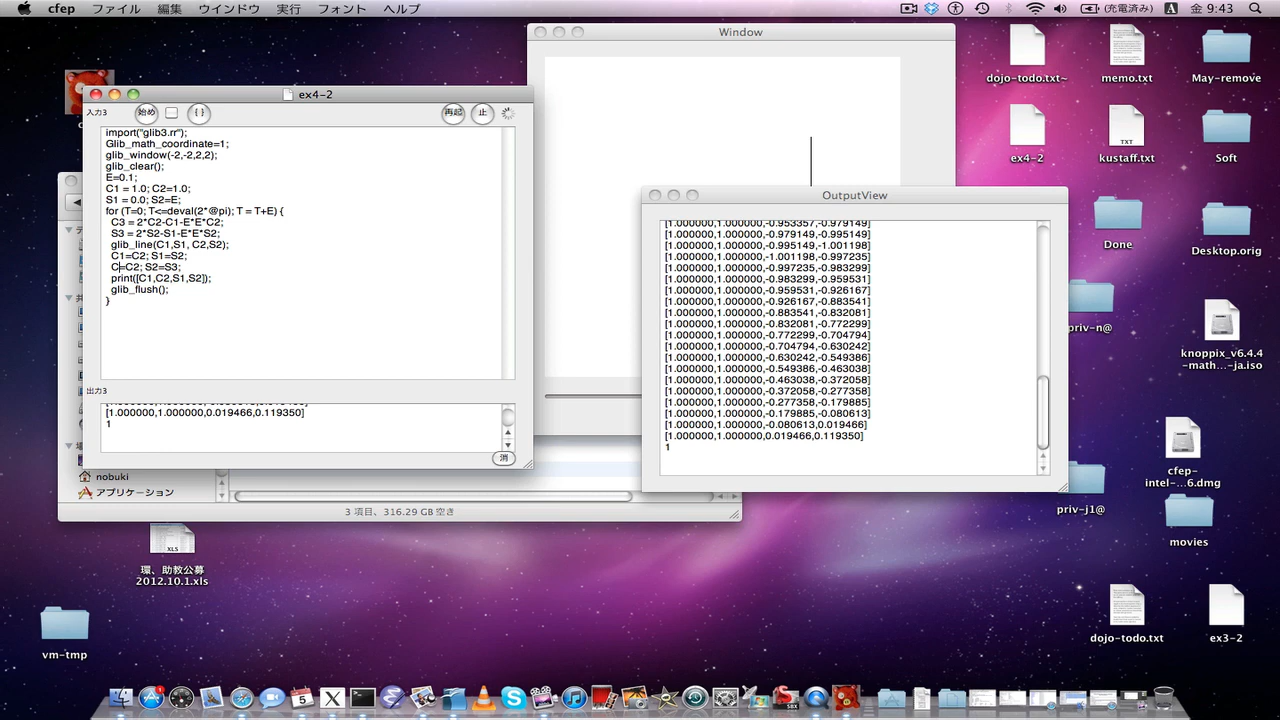 cfep ファイル 編集 ウインドウ 実行 フォント ヘルプ
(充電済み) A 金 9:43
Window
ex4-2
入力3
始め
{ }
再起
止
import("glib3.rr");
Glib_math_coordinate=1;
glib_window(-2,-2,2,2);
glib_clear();
E=0.1;
C1 = 1.0; C2=1.0;
S1 = 0.0; S2=E;
for (T=0; T<=deval(2*@pi); T = T+E) {
C3 = 2*C2-C1-E*E*C2;
S3 = 2*S2-S1-E*E*S2;
glib_line(C1,S1, C2,S2);
C1=C2; S1=S2;
C=C2; S2=S3;
print([C1,C2,S1,S2]);
glib_flush();
}
出力3
[1.000000,1.000000,0.019466,0.119350]
1
消
OutputView
[1.000000,1.000000,-0.953357,-0.979149]
[1.000000,1.000000,-0.979149,-0.995149]
[1.000000,1.000000,-0.995149,-1.001198]
[1.000000,1.000000,-1.001198,-0.997235]
[1.000000,1.000000,-0.997235,-0.983299]
[1.000000,1.000000,-0.983299,-0.959531]
[1.000000,1.000000,-0.959531,-0.926167]
[1.000000,1.000000,-0.926167,-0.883541]
[1.000000,1.000000,-0.883541,-0.832081]
[1.000000,1.000000,-0.832081,-0.772299]
[1.000000,1.000000,-0.772299,-0.704794]
[1.000000,1.000000,-0.704794,-0.630242]
[1.000000,1.000000,-0.630242,-0.549386]
[1.000000,1.000000,-0.549386,-0.463038]
[1.000000,1.000000,-0.463038,-0.372058]
[1.000000,1.000000,-0.372058,-0.277358]
[1.000000,1.000000,-0.277358,-0.179885]
[1.000000,1.000000,-0.179885,-0.080613]
[1.000000,1.000000,-0.080613,0.019466]
[1.000000,1.000000,0.019466,0.119350]
1
nobuki
アプリケーション
3 項目、316.29 GB 空き
dojo-todo.txt~
memo.txt
May-remove
ex4-2
TXT
kustaff.txt
Soft
Done
Desktop.orig
priv-n@
knoppix_v6.4.4
-math...-ja.iso
cfep-
intel-...6.dmg
priv-j1@
movies
XLS
環、助教公募
2012.10.1.xls
vm-tmp
dojo-todo.txt
ex3-2